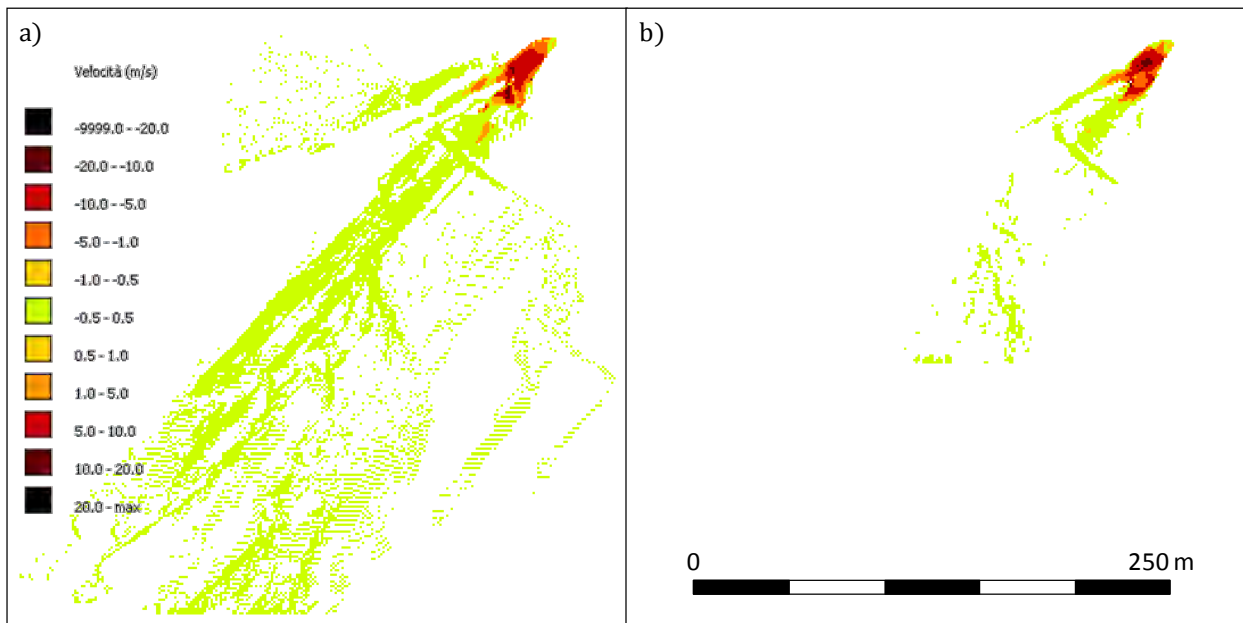 a)
b)
Velocità (m/s)
-9999.0 - -20.0
-20.0 - -10.0
-10.0 - -5.0
-5.0 - -1.0
-1.0 - -0.5
-0.5 - 0.5
0.5 - 1.0
1.0 - 5.0
5.0 - 10.0
10.0 - 20.0
20.0 - max
0 250 m